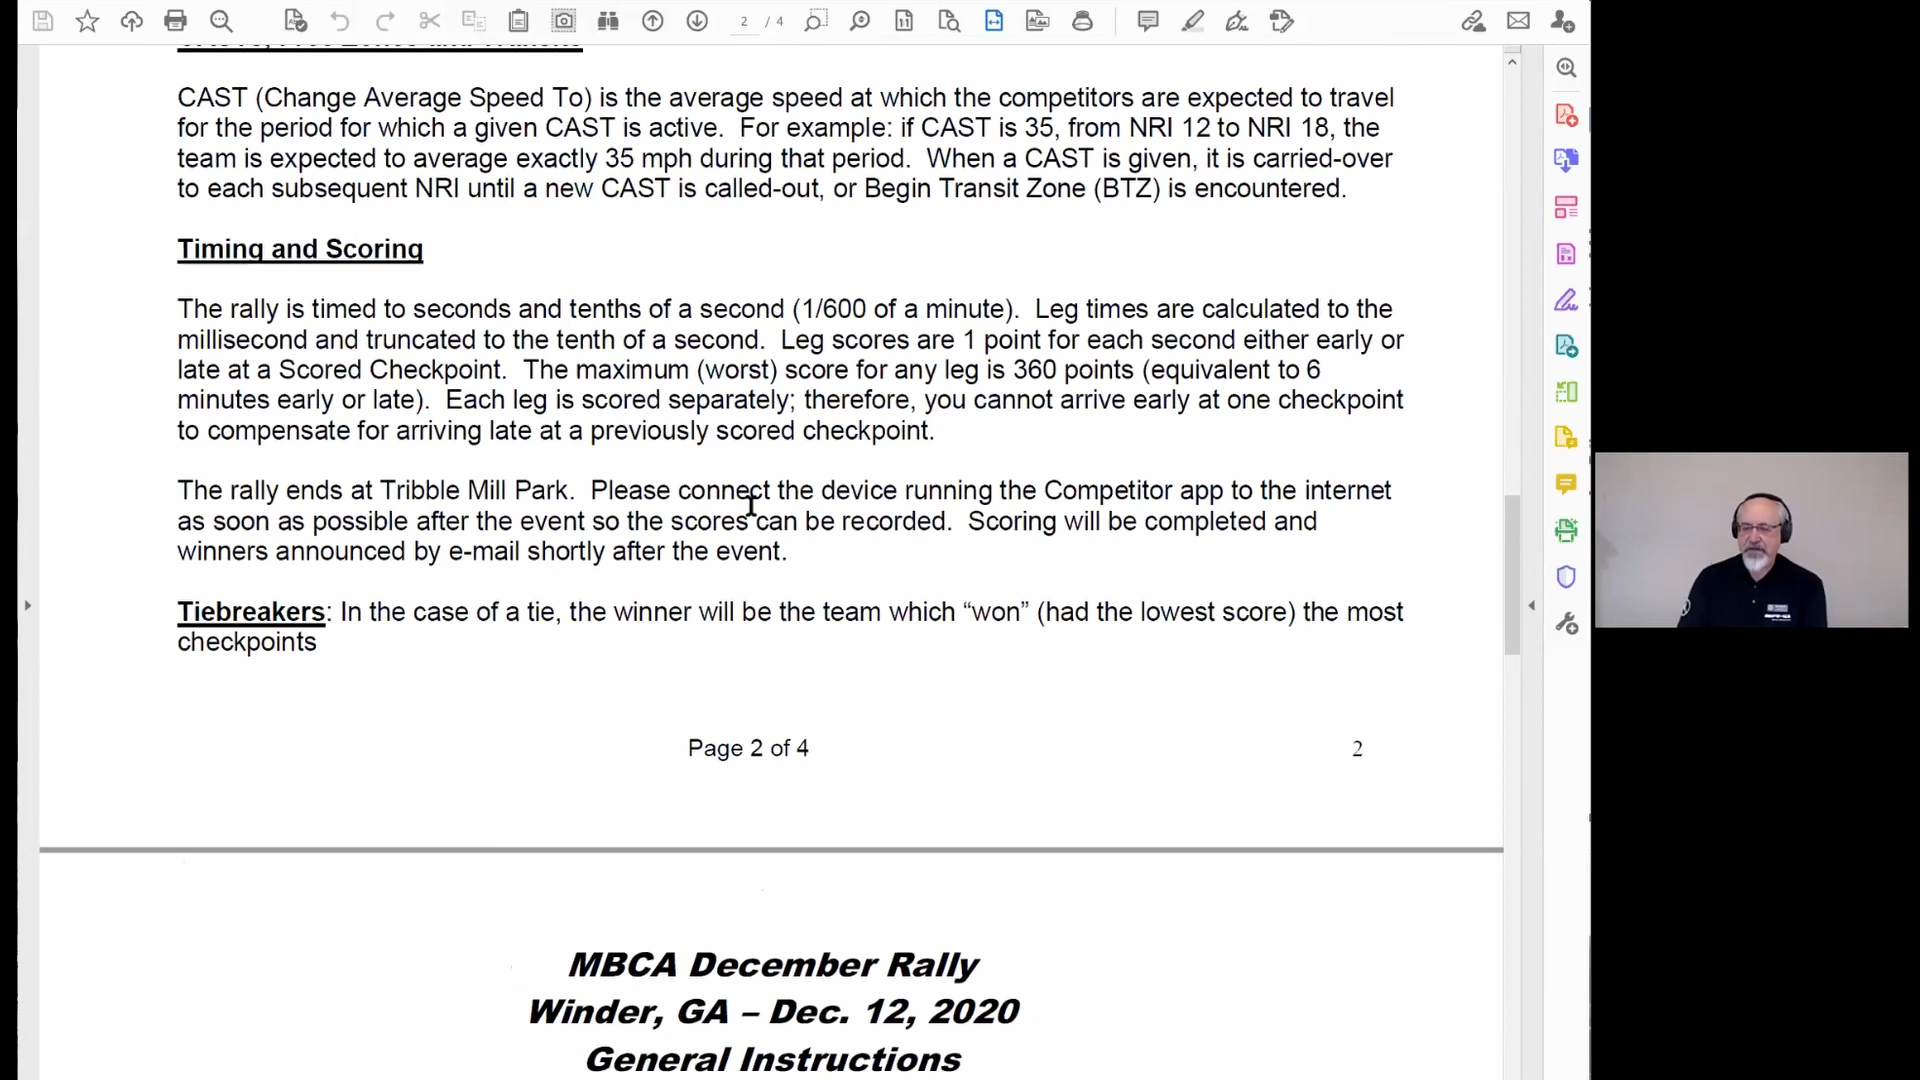 2 / 4
CAST (Change Average Speed To) is the average speed at which the competitors are expected to travel
for the period for which a given CAST is active. For example: if CAST is 35, from NRI 12 to NRI 18, the
team is expected to average exactly 35 mph during that period. When a CAST is given, it is carried-over
to each subsequent NRI until a new CAST is called-out, or Begin Transit Zone (BTZ) is encountered.
Timing and Scoring
The rally is timed to seconds and tenths of a second (1/600 of a minute). Leg times are calculated to the
millisecond and truncated to the tenth of a second. Leg scores are 1 point for each second either early or
late at a Scored Checkpoint. The maximum (worst) score for any leg is 360 points (equivalent to 6
minutes early or late). Each leg is scored separately; therefore, you cannot arrive early at one checkpoint
to compensate for arriving late at a previously scored checkpoint.
The rally ends at Tribble Mill Park. Please connect the device running the Competitor app to the internet
as soon as possible after the event so the scores can be recorded. Scoring will be completed and
winners announced by e-mail shortly after the event.
Tiebreakers: In the case of a tie, the winner will be the team which “won” (had the lowest score) the most
checkpoints
Page 2 of 4 2
MBCA December Rally
Winder, GA – Dec. 12, 2020
General Instructions